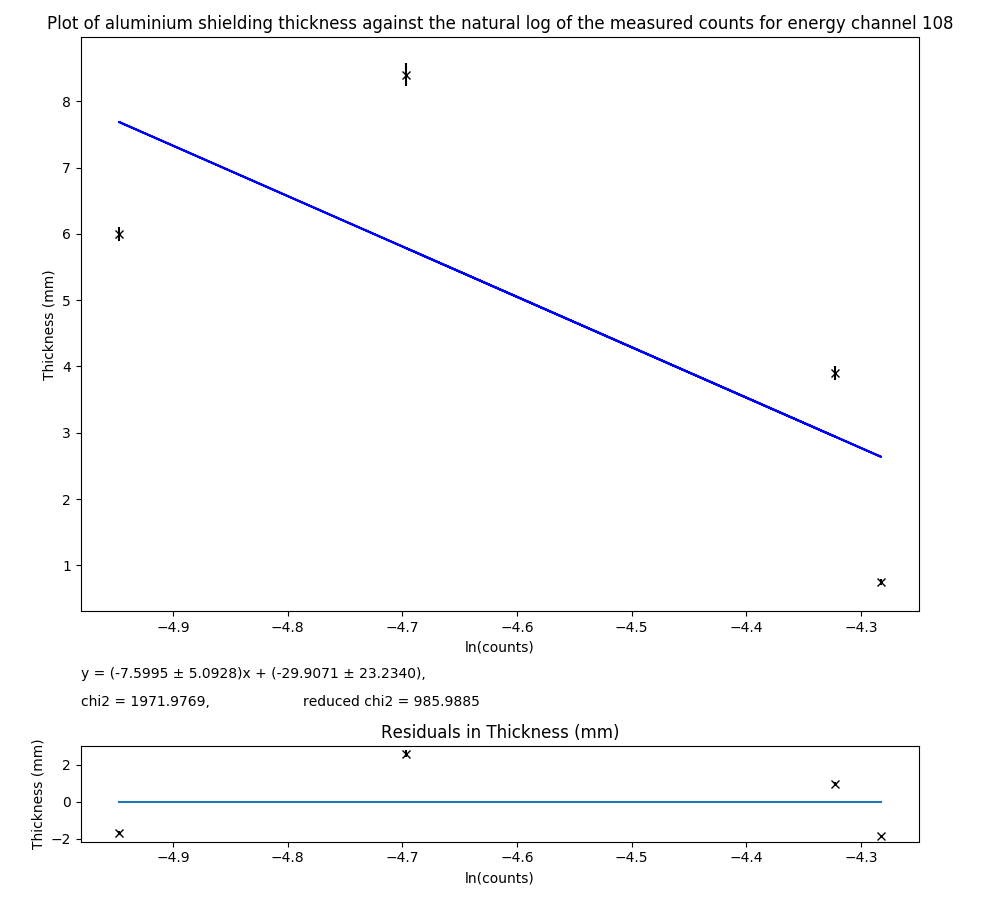 Plot of aluminium shielding thickness against the natural log of the measured counts for energy channel 108
8
7
6
5
4
3
2
1
Thickness (mm)
−4.9 −4.8 −4.7 −4.6 −4.5 −4.4 −4.3
ln(counts)
y = (-7.5995 ± 5.0928)x + (-29.9071 ± 23.2340),
chi2 = 1971.9769, reduced chi2 = 985.9885
Residuals in Thickness (mm)
2
0
−2
Thickness (mm)
−4.9 −4.8 −4.7 −4.6 −4.5 −4.4 −4.3
ln(counts)